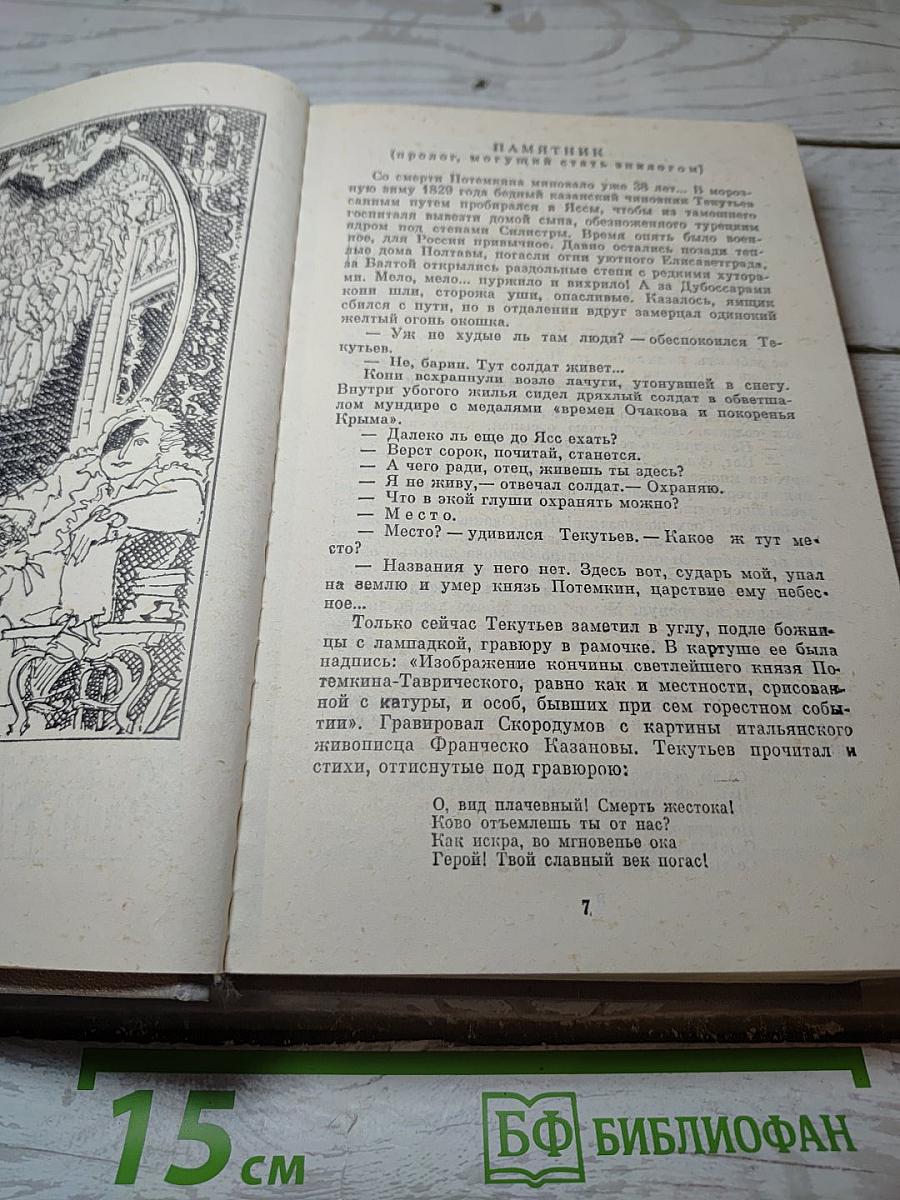 ПАМЯТНИК
(пролог, могущий стать эпилогом)
Со смерти Потемкина миновало уже 38 лет... В мороз-
ную зиму 1829 года бедный казанский чиновник Текутьев
санным путем пробирался в Яссы, чтобы из тамошнего
госпиталя вывезти домой сына, обезноженного турецким
ядром под стенами Силистры. Время опять было воен-
ное, для России привычное. Давно остались позади теп-
лые дома Полтавы, погасли огни уютного Елисаветграда,
за Балтой открылись раздольные степи с редкими хутора-
ми. Мело, мело... пуржило и вихрило! А за Дубоссарами
кони шли, сторожа уши, опасливые. Казалось, ямщик
сбился с пути, но в отдалении вдруг замерцал одинокий
желтый огонь окошка.
— Уж не худые ль там люди? — обеспокоился Те-
кутьев.
— Не, барин. Тут солдат живет...
Кони всхрапнули возле лачуги, утонувшей в снегу.
Внутри убогого жилья сидел дряхлый солдат в обветша-
лом мундире с медалями «времен Очакова и покоренья
Крыма».
— Далеко ль еще до Ясс ехать?
— Верст сорок, почитай, станется.
— А чего ради, отец, живешь ты здесь?
— Я не живу,— отвечал солдат.— Охраняю.
— Что в экой глуши охранять можно?
— Место.
— Место? — удивился Текутьев. — Какое ж тут ме-
сто?
— Названия у него нет. Здесь вот, сударь мой, упал
на землю и умер князь Потемкин, царствие ему небес-
ное...
Только сейчас Текутьев заметил в углу, подле божни-
цы с лампадкой, гравюру в рамочке. В картуше ее была
надпись: «Изображение кончины светлейшего князя По-
темкина-Таврического, равно как и местности, срисован-
ной с натуры, и особ, бывших при сем горестном собы-
тии». Гравировал Скородумов с картины итальянского
живописца Франческо Казановы. Текутьев прочитал и
стихи, оттиснутые под гравюрою:
О, вид плачевный! Смерть жестока!
Ково отъемлешь ты от нас?
Как искра, во мгновенье ока
Герой! Твой славный век погас!
7
15 см
БФ БИБЛИОФАН